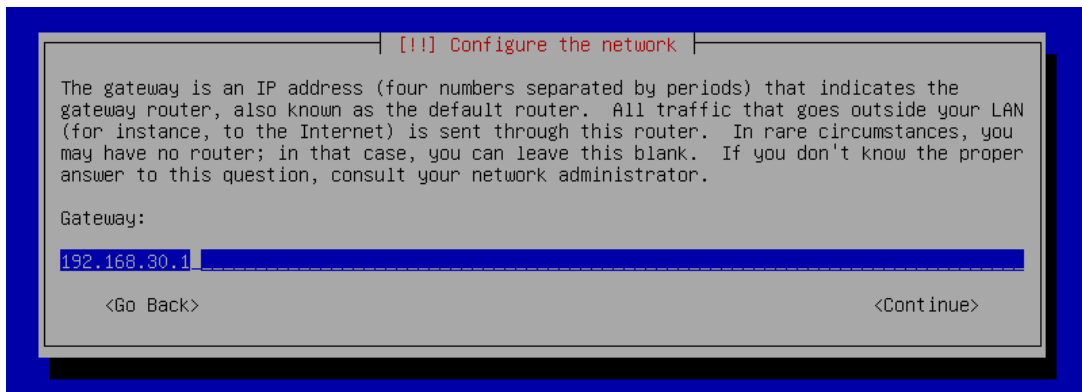 [!!] Configure the network
The gateway is an IP address (four numbers separated by periods) that indicates the
gateway router, also known as the default router.  All traffic that goes outside your LAN
(for instance, to the Internet) is sent through this router.  In rare circumstances, you
may have no router; in that case, you can leave this blank.  If you don't know the proper
answer to this question, consult your network administrator.
Gateway:
192.168.30.1
<Go Back> <Continue>